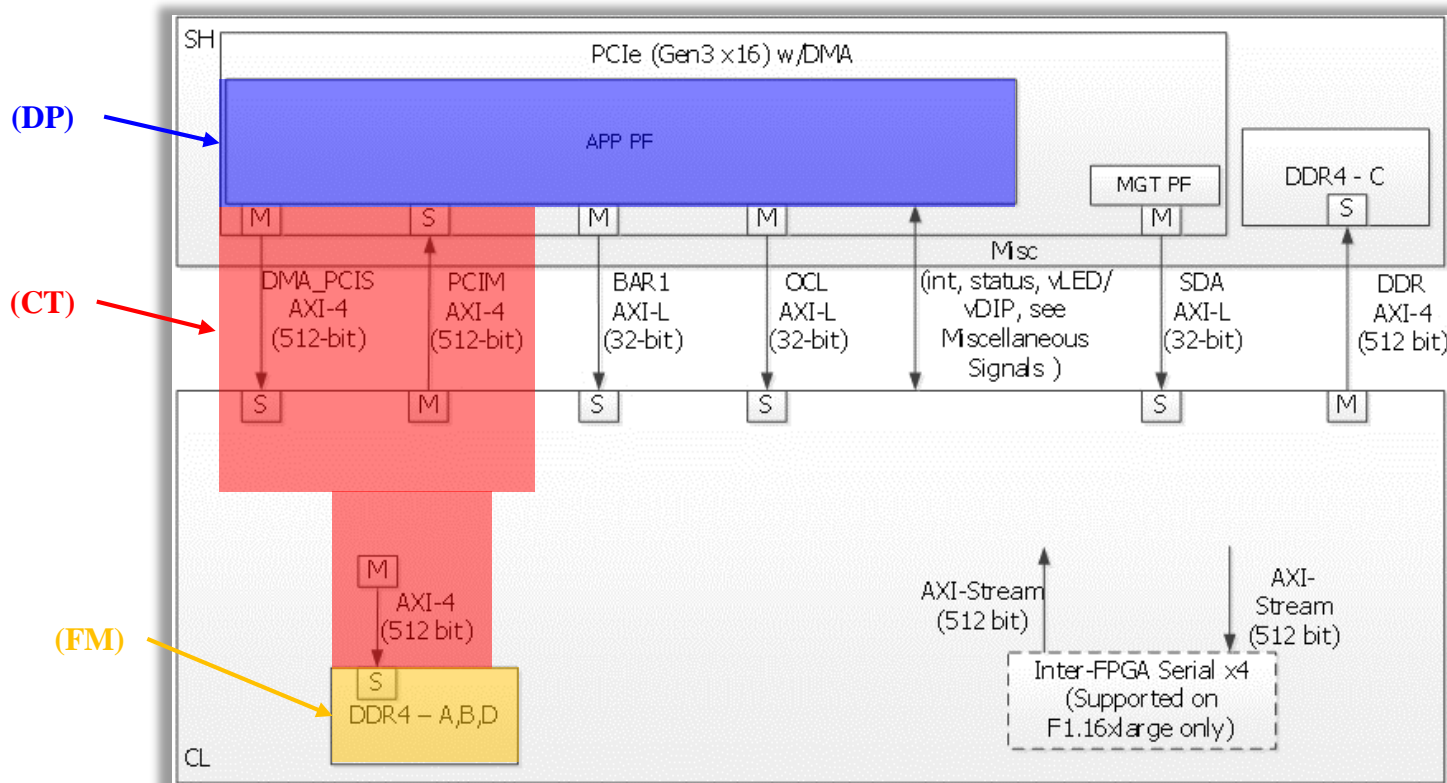 SH
PCIe (Gen3 x16) w/DMA
(DP)
APP PF
MGT PF
DDR4 - C
M
S
M
M
M
S
Misc
(CT)
DMA_PCIS
AXI-4
(512-bit)
PCIM
AXI-4
(512-bit)
BAR1
AXI-L
(32-bit)
OCL
AXI-L
(32-bit)
(int, status, vLED/
vDIP, see
Miscellaneous
Signals )
SDA
AXI-L
(32-bit)
DDR
AXI-4
(512 bit)
S
M
S
S
S
M
M
AXI-4
(512 bit)
AXI-Stream
(512 bit)
AXI-
Stream
(512 bit)
(FM)
S
DDR4 – A,B,D
Inter-FPGA Serial x4
(Supported on
F1.16xlarge only)
CL